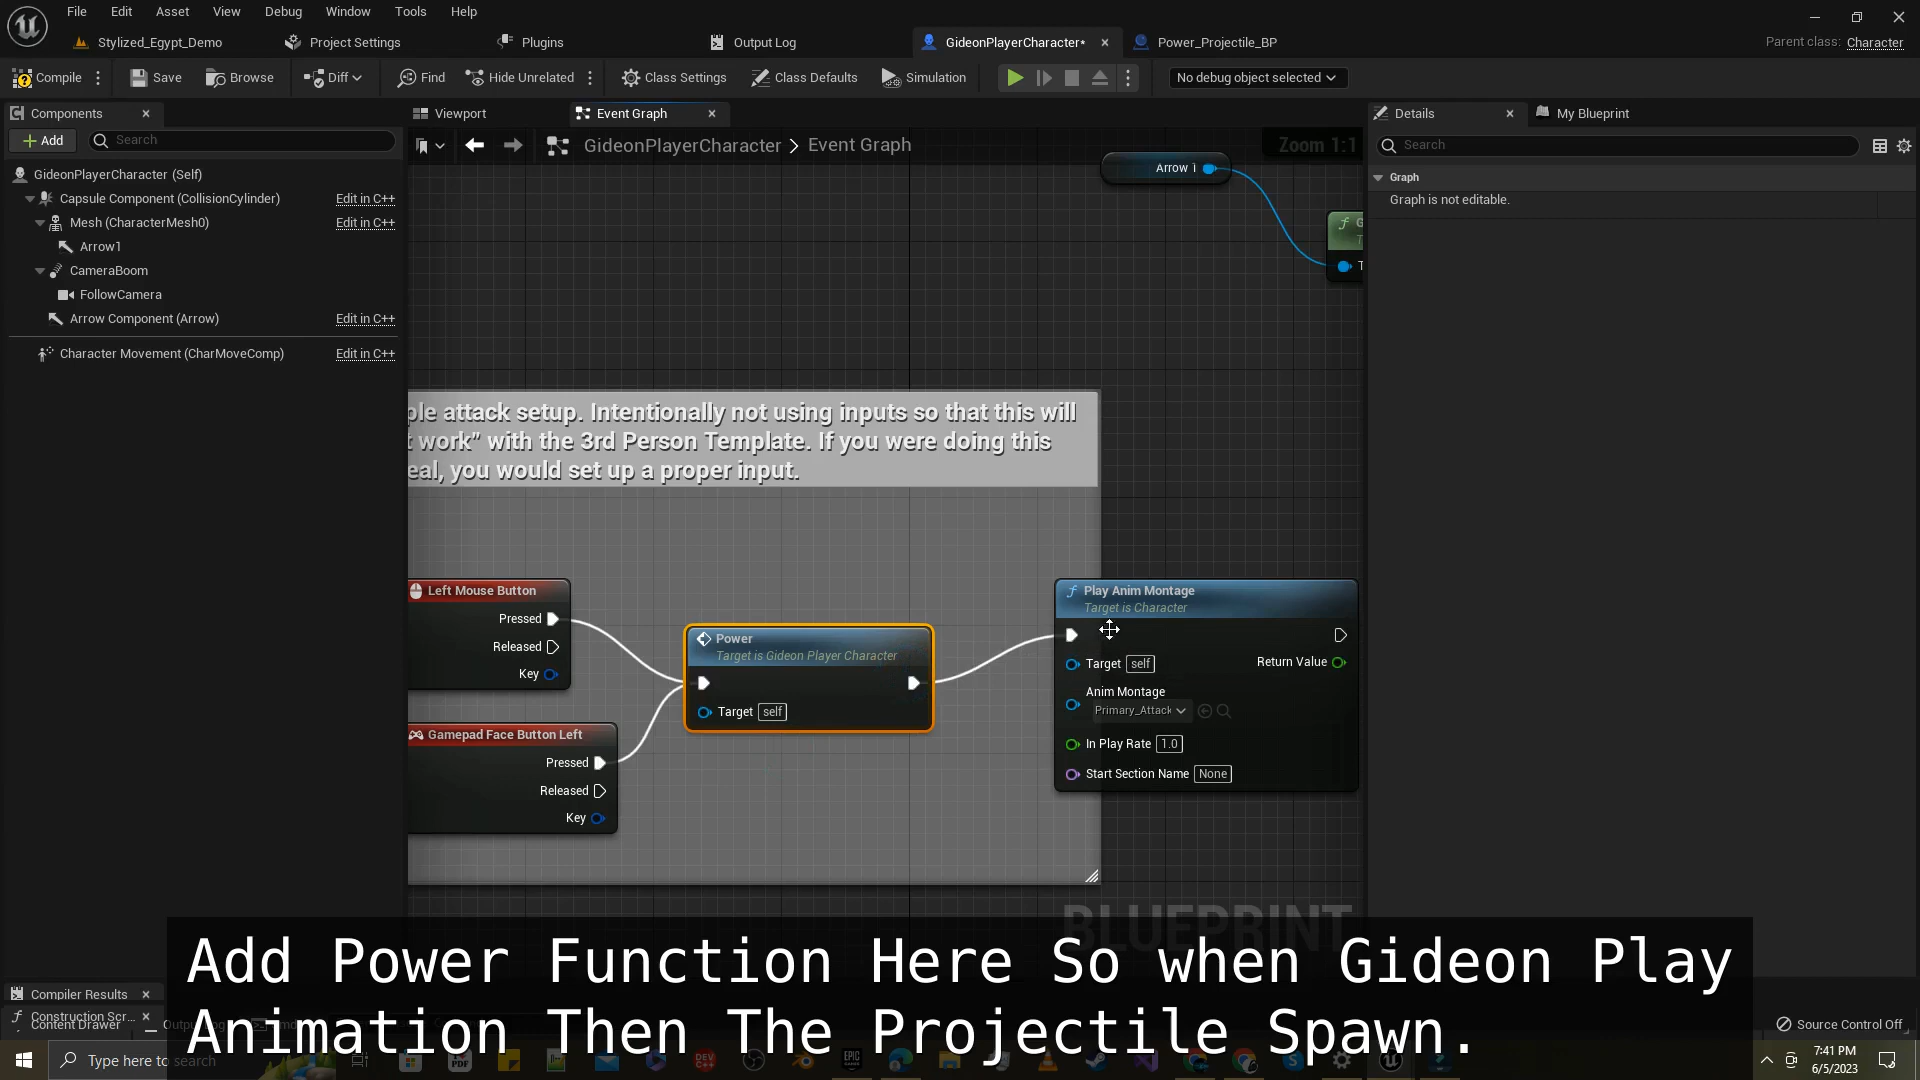 File Edit Asset View Debug Window Tools Help
Stylized_Egypt_Demo Project Settings Plugins Output Log GideonPlayerCharacter* Power_Projectile_BP Parent class: Character
Compile Save Browse Diff Find Hide Unrelated Class Settings Class Defaults Simulation No debug object selected
Components Viewport Event Graph Details My Blueprint
Add Search GideonPlayerCharacter Event Graph Zoom 1:1 Search
GideonPlayerCharacter (Self)
Capsule Component (CollisionCylinder) Edit in C++
Mesh (CharacterMesh0) Edit in C++
Arrow1
CameraBoom
FollowCamera
Arrow Component (Arrow) Edit in C++
Character Movement (CharMoveComp) Edit in C++
Graph
Graph is not editable.
Arrow 1
ple attack setup. Intentionally not using inputs so that this will
t work" with the 3rd Person Template. If you were doing this
eal, you would set up a proper input.
Left Mouse Button
Pressed
Released
Key
Gamepad Face Button Left
Pressed
Released
Key
Power
Target is Gideon Player Character
Target self
Play Anim Montage
Target is Character
Target self Return Value
Anim Montage
Primary_Attack
In Play Rate 1.0
Start Section Name None
BLUEPRINT
Compiler Results
Construction Scr...
Content Drawer
Source Control Off
Add Power Function Here So when Gideon Play
Animation Then The Projectile Spawn.
Type here to search
7:41 PM
6/5/2023